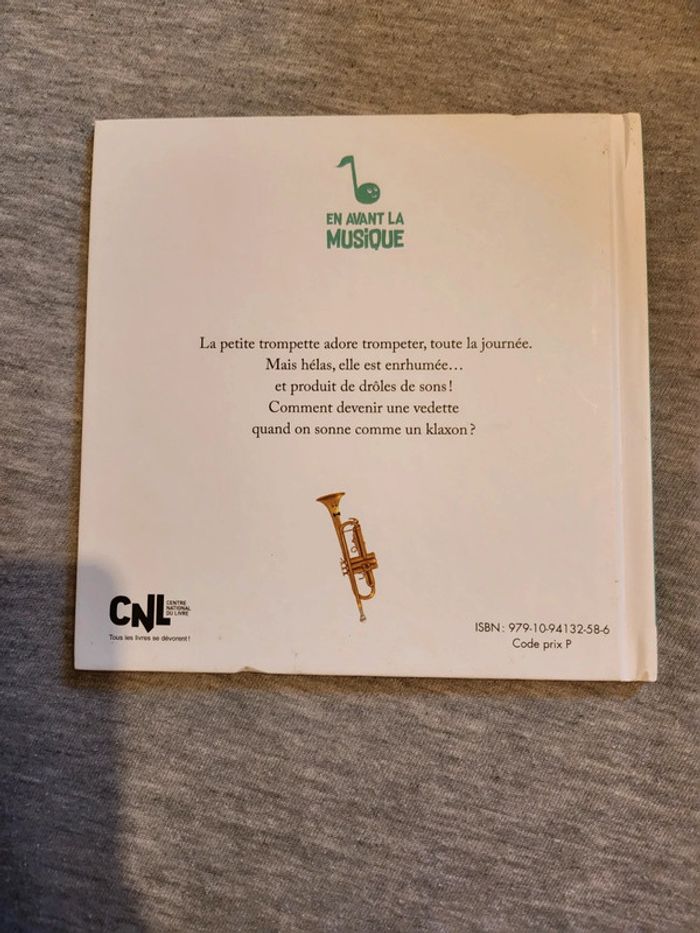 EN AVANT LA
MUSiQUE
La petite trompette adore trompeter, toute la journée.
Mais hélas, elle est enrhumée…
et produit de drôles de sons !
Comment devenir une vedette
quand on sonne comme un klaxon ?
CNL
CENTRE
NATIONAL
DU LIVRE
Tous les livres se dévorent !
ISBN : 979-10-94132-58-6
Code prix P